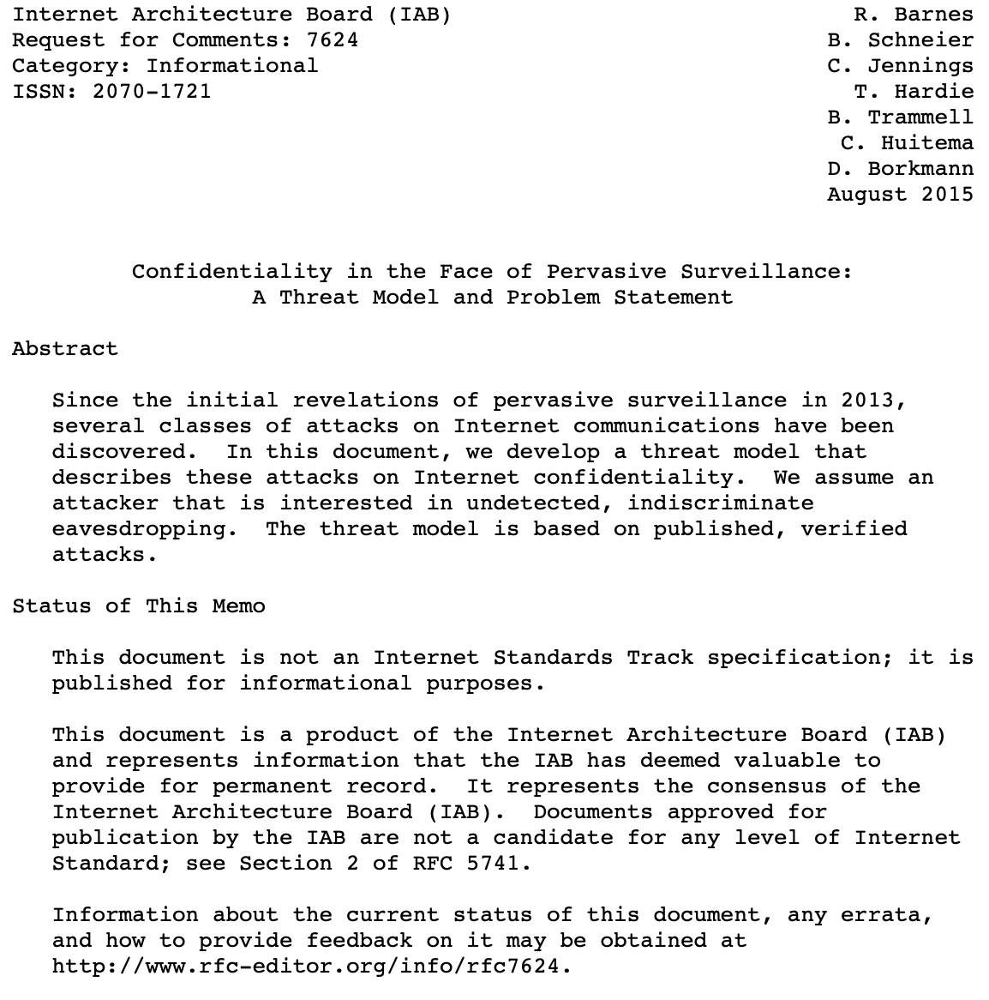 Internet Architecture Board (IAB) R. Barnes
Request for Comments: 7624 B. Schneier
Category: Informational C. Jennings
ISSN: 2070-1721 T. Hardie
B. Trammell
C. Huitema
D. Borkmann
August 2015
Confidentiality in the Face of Pervasive Surveillance:
A Threat Model and Problem Statement
Abstract
Since the initial revelations of pervasive surveillance in 2013,
several classes of attacks on Internet communications have been
discovered.  In this document, we develop a threat model that
describes these attacks on Internet confidentiality.  We assume an
attacker that is interested in undetected, indiscriminate
eavesdropping.  The threat model is based on published, verified
attacks.
Status of This Memo
This document is not an Internet Standards Track specification; it is
published for informational purposes.
This document is a product of the Internet Architecture Board (IAB)
and represents information that the IAB has deemed valuable to
provide for permanent record.  It represents the consensus of the
Internet Architecture Board (IAB).  Documents approved for
publication by the IAB are not a candidate for any level of Internet
Standard; see Section 2 of RFC 5741.
Information about the current status of this document, any errata,
and how to provide feedback on it may be obtained at
http://www.rfc-editor.org/info/rfc7624.